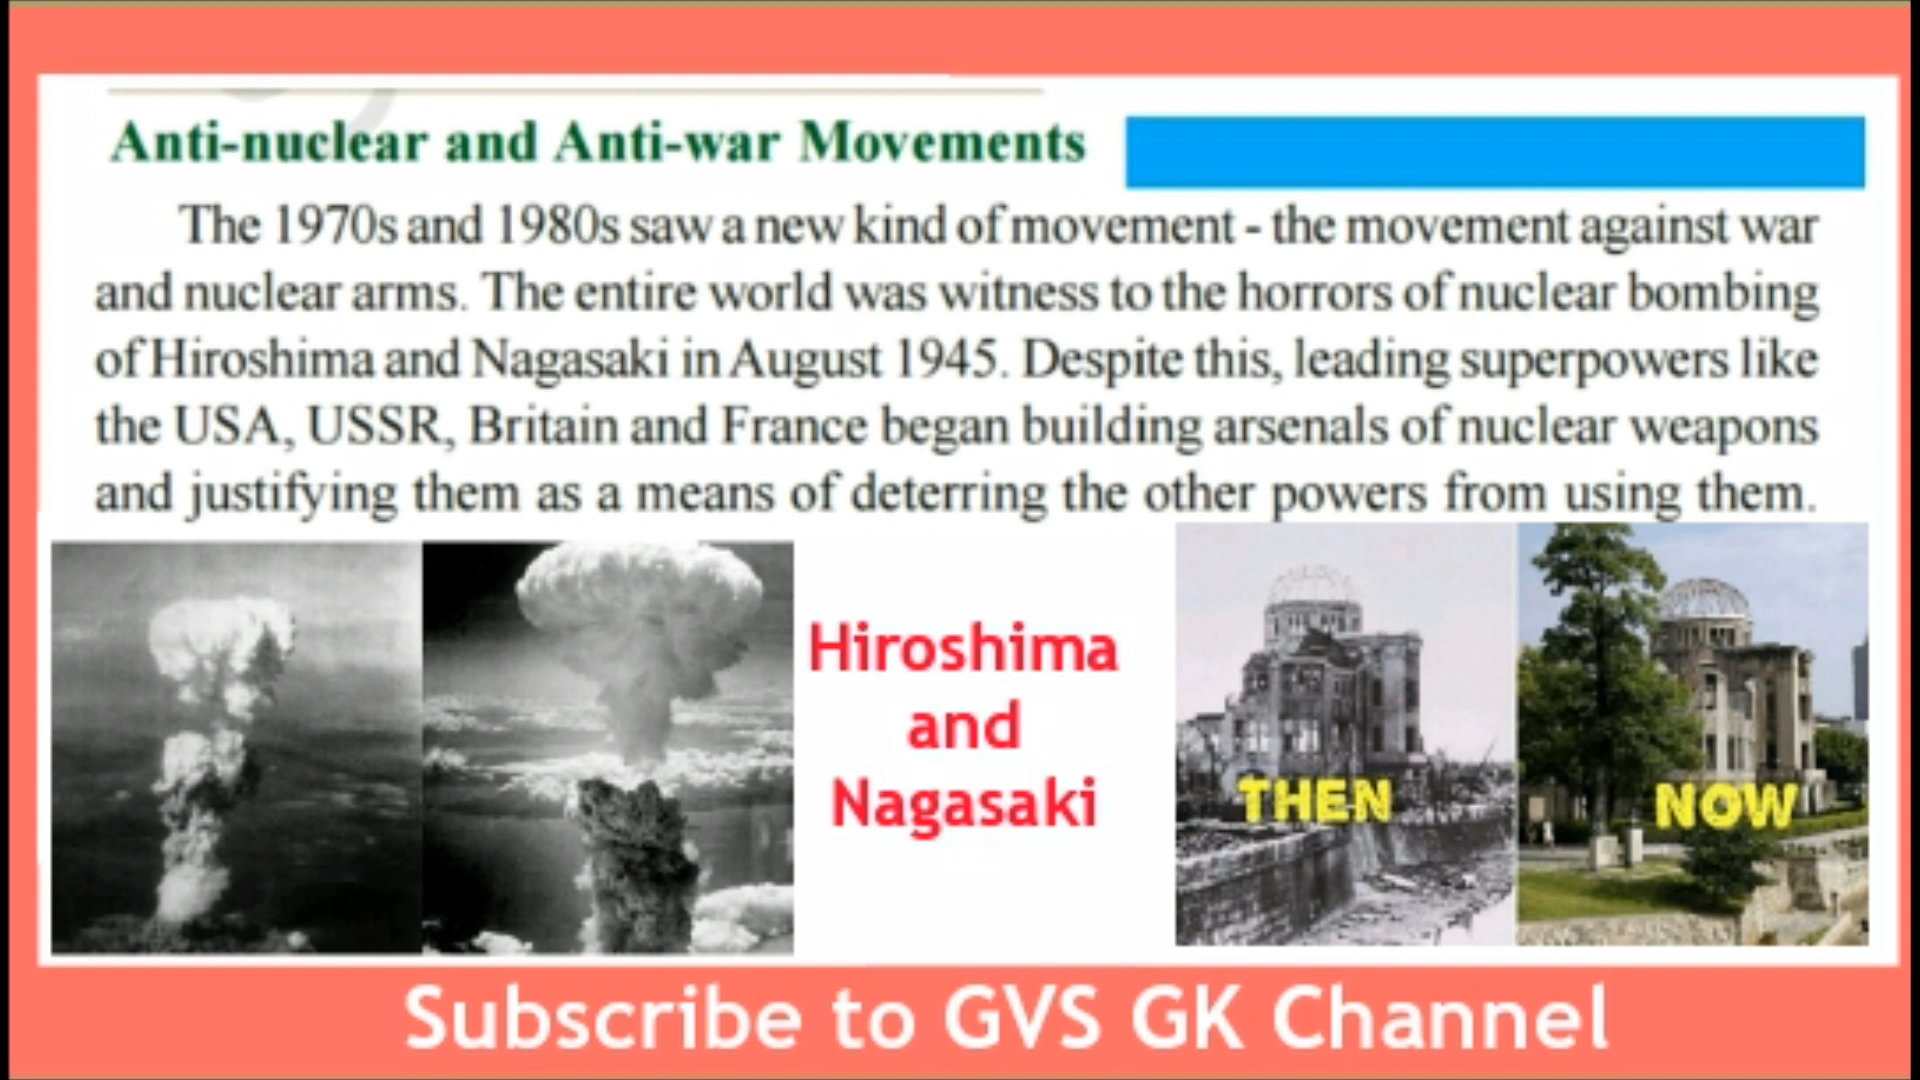 Anti-nuclear and Anti-war Movements
The 1970s and 1980s saw a new kind of movement - the movement against war
and nuclear arms. The entire world was witness to the horrors of nuclear bombing
of Hiroshima and Nagasaki in August 1945. Despite this, leading superpowers like
the USA, USSR, Britain and France began building arsenals of nuclear weapons
and justifying them as a means of deterring the other powers from using them.
Hiroshima
and
Nagasaki
THEN
NOW
Subscribe to GVS GK Channel